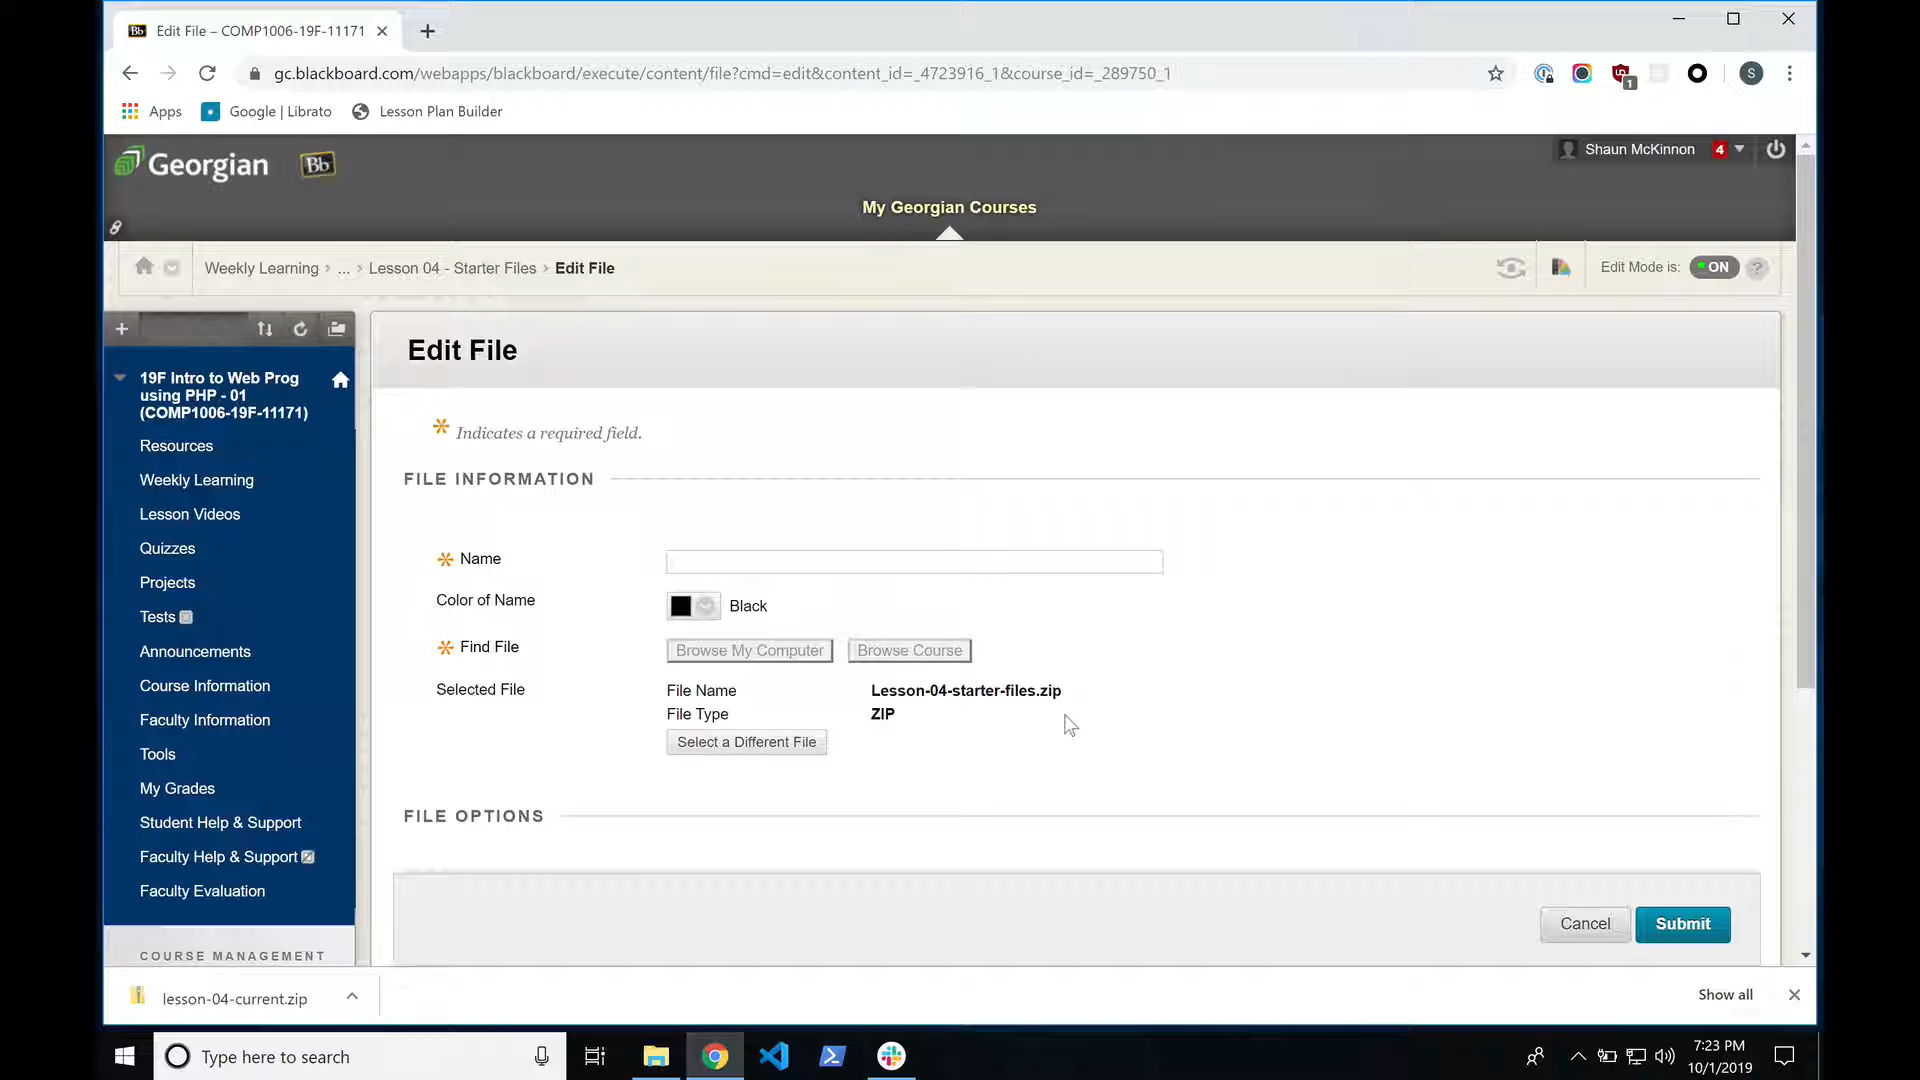 Edit File – COMP1006-19F-11171
gc.blackboard.com/webapps/blackboard/execute/content/file?cmd=edit&content_id=_4723916_1&course_id=_289750_1
1
S
Apps
Google | Librato
Lesson Plan Builder
Georgian
Bb
Shaun McKinnon
4
My Georgian Courses
Weekly Learning
...
Lesson 04 - Starter Files
Edit File
Edit Mode is:
ON
?
19F Intro to Web Prog
using PHP - 01
(COMP1006-19F-11171)
Resources
Weekly Learning
Lesson Videos
Quizzes
Projects
Tests
Announcements
Course Information
Faculty Information
Tools
My Grades
Student Help & Support
Faculty Help & Support
Faculty Evaluation
COURSE MANAGEMENT
Edit File
Indicates a required field.
FILE INFORMATION
Name
Color of Name
Black
Find File
Browse My Computer
Browse Course
Selected File
File Name
Lesson-04-starter-files.zip
File Type
ZIP
Select a Different File
FILE OPTIONS
Cancel
Submit
lesson-04-current.zip
Show all
Type here to search
7:23 PM
10/1/2019